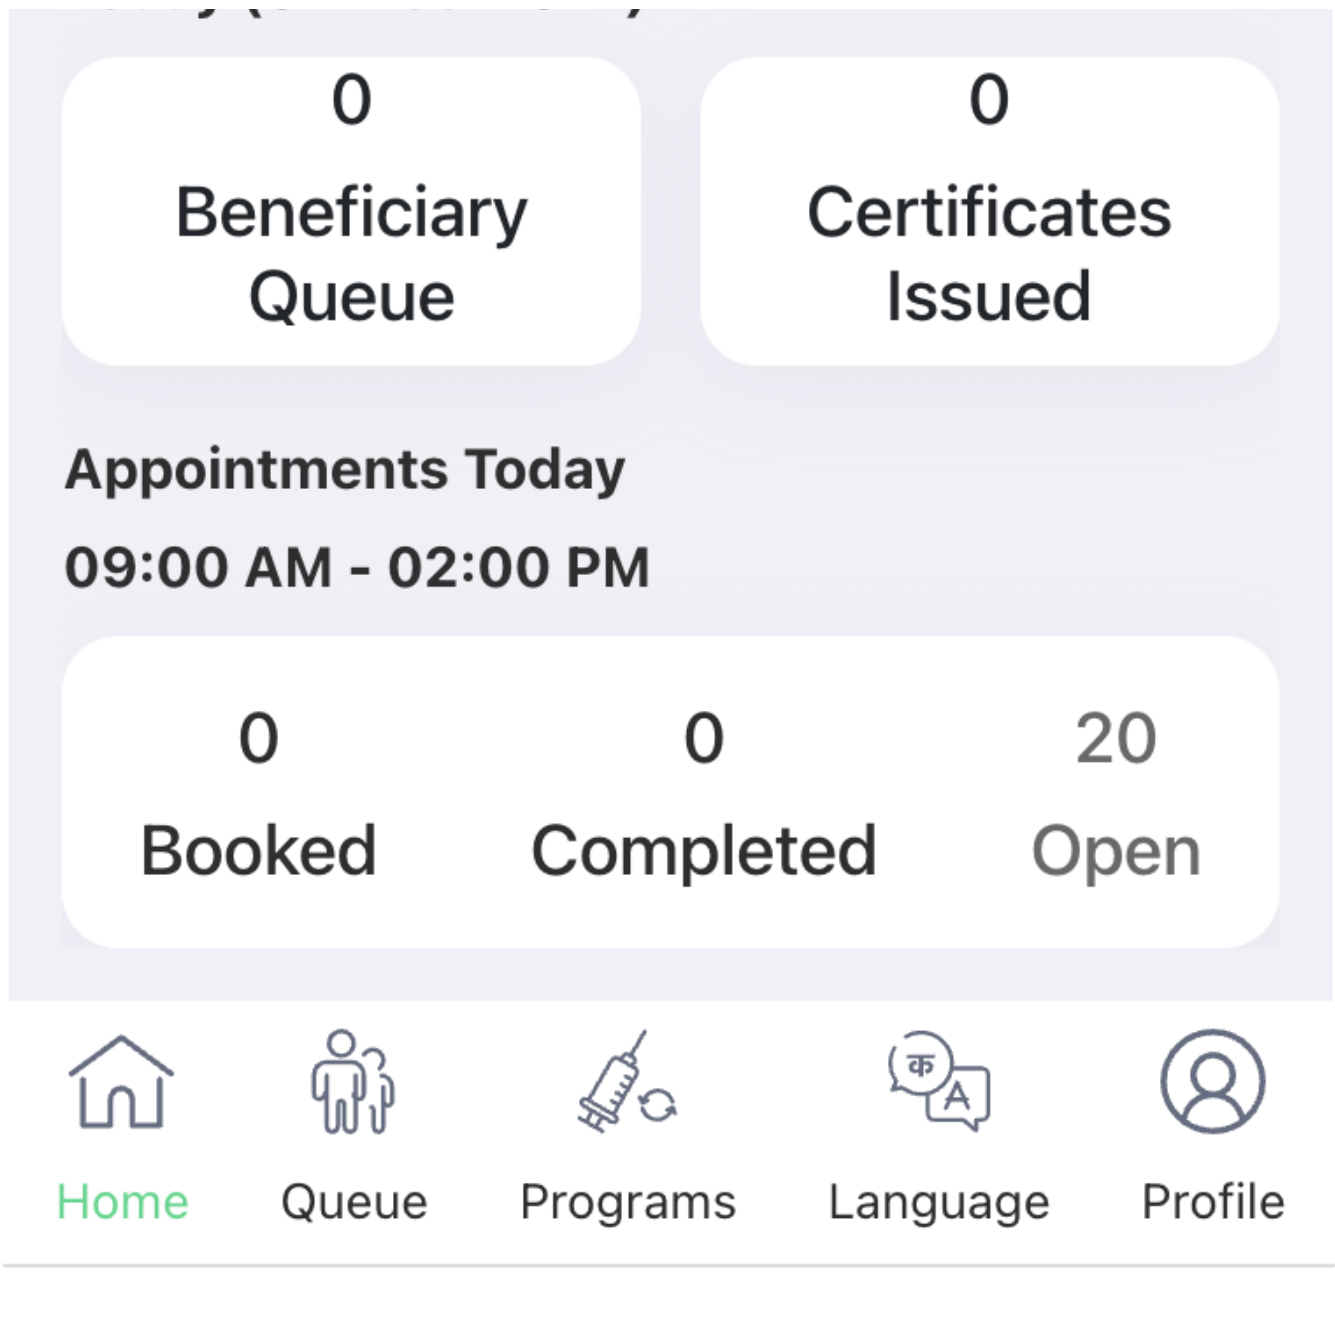 0
Beneficiary
Queue
0
Certificates
Issued
Appointments Today
09:00 AM - 02:00 PM
0
Booked
0
Completed
20
Open
क
A
Home
Queue
Programs
Language
Profile